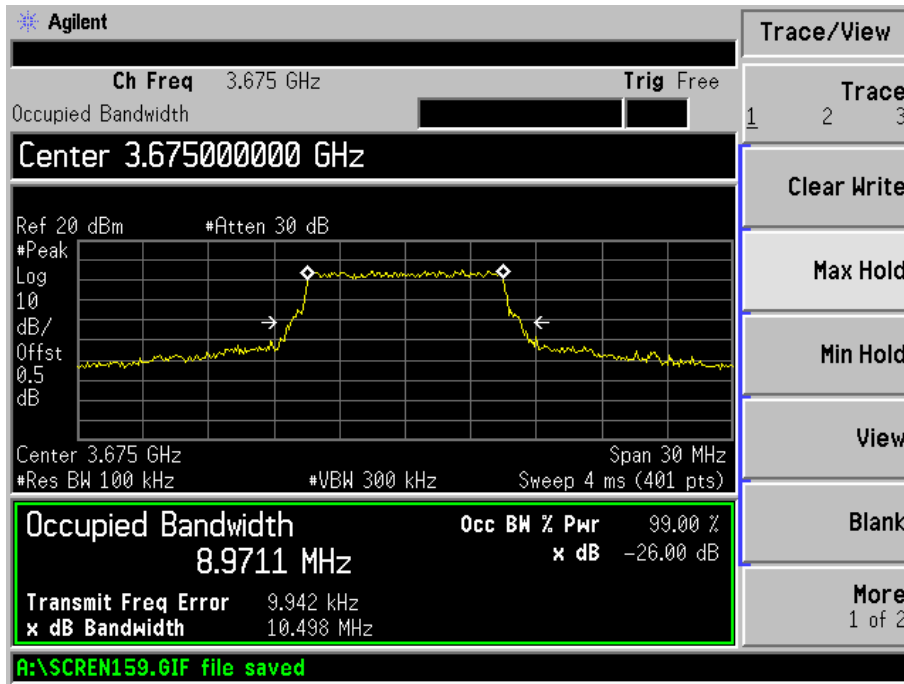 Agilent
Trace/View
Ch Freq 3.675 GHz Trig Free
Occupied Bandwidth
Trace
1 2 3
Center 3.675000000 GHz
Clear Write
Ref 20 dBm #Atten 30 dB
#Peak
Log
10
dB/
Offst
0.5
dB
Max Hold
Min Hold
Center 3.675 GHz Span 30 MHz
#Res BW 100 kHz #VBW 300 kHz Sweep 4 ms (401 pts)
View
Occupied Bandwidth Occ BW % Pwr 99.00 %
8.9711 MHz x dB -26.00 dB
Blank
Transmit Freq Error 9.942 kHz
x dB Bandwidth 10.498 MHz
More
1 of 2
A:\SCREN159.GIF file saved